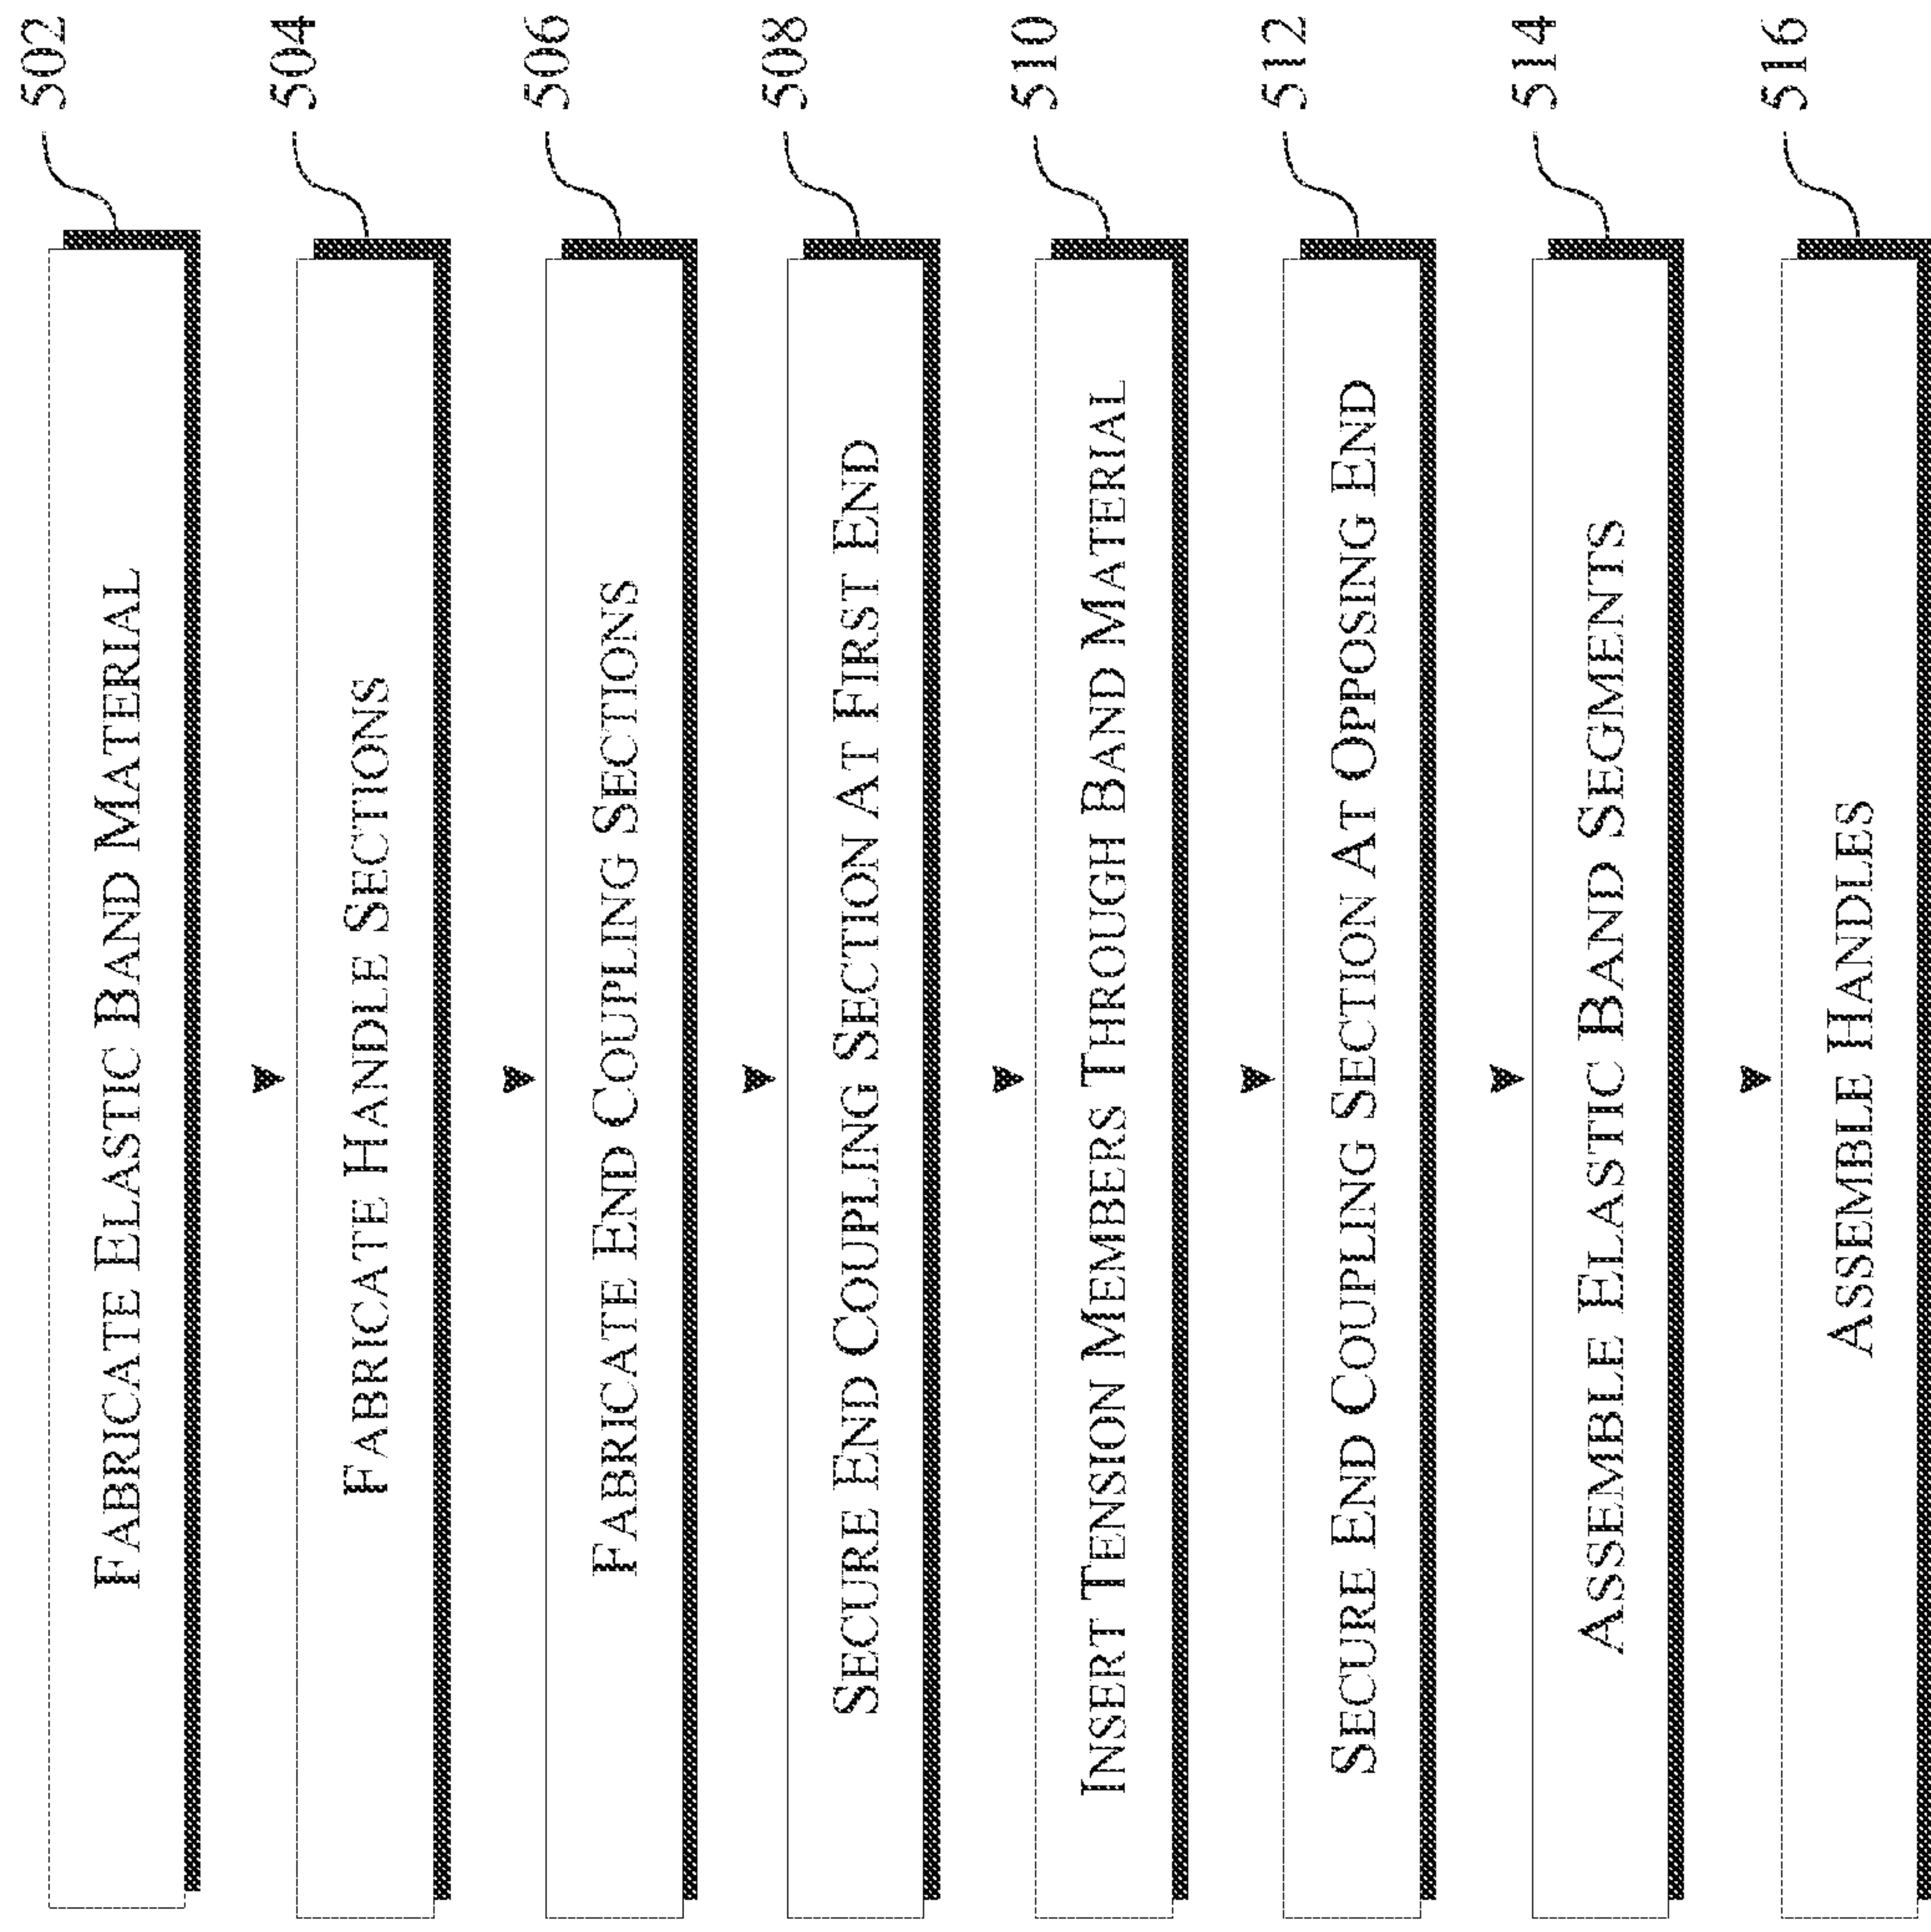 502
FABRICATE ELASTIC BAND MATERIAL
504
FABRICATE HANDLE SECTIONS
506
FABRICATE END COUPLING SECTIONS
508
SECURE END COUPLING SECTION AT FIRST END
510
INSERT TENSION MEMBERS THROUGH BAND MATERIAL
512
SECURE END COUPLING SECTION AT OPPOSING END
514
ASSEMBLE ELASTIC BAND SEGMENTS
516
ASSEMBLE HANDLES